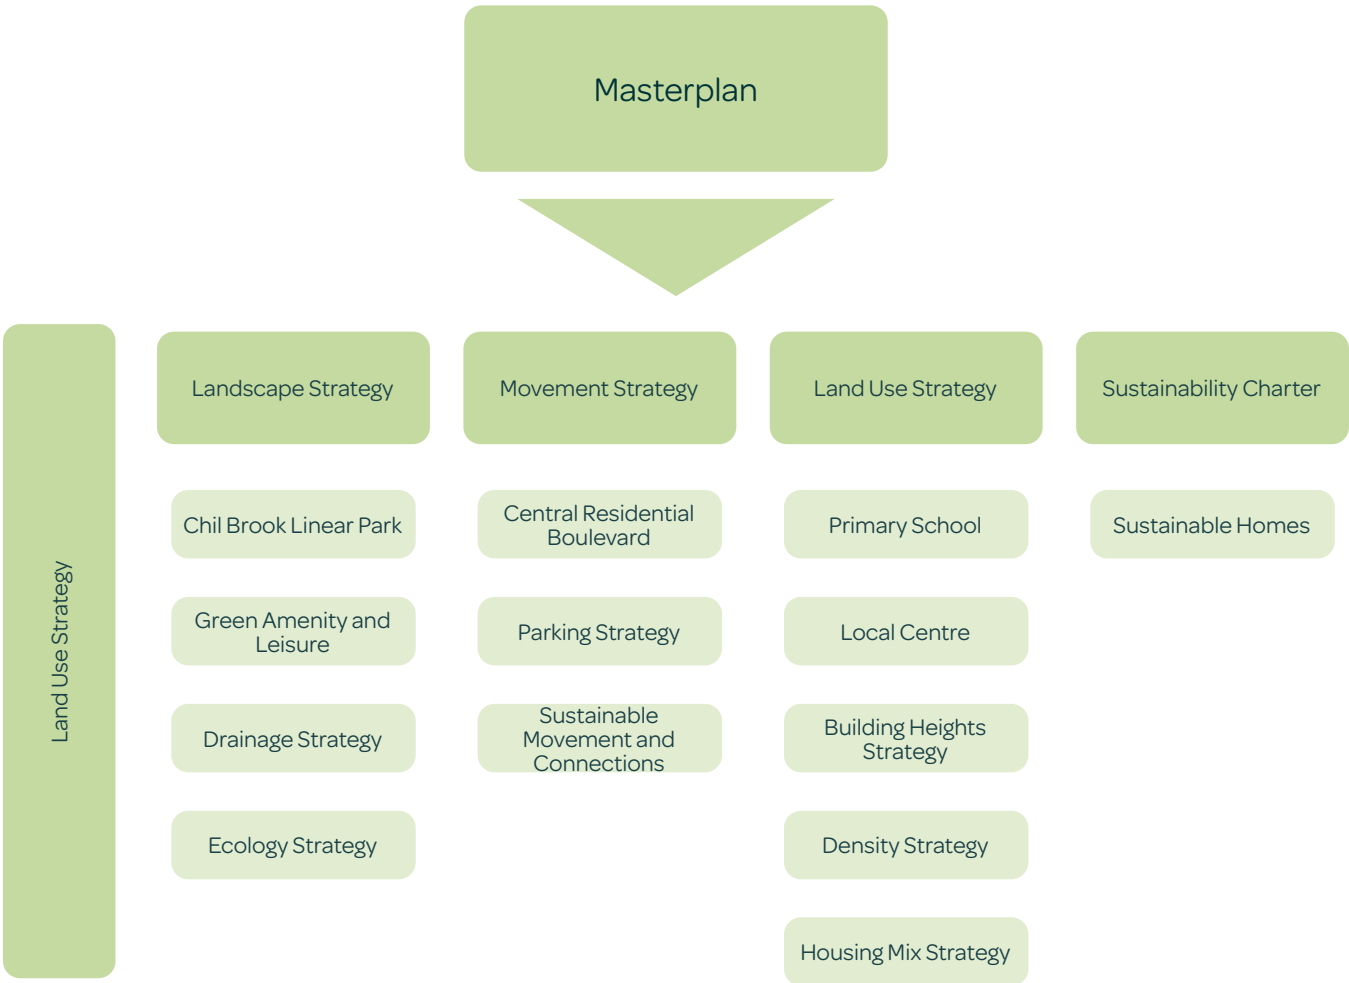 Masterplan
Land Use Strategy
Landscape Strategy
Movement Strategy
Land Use Strategy
Sustainability Charter
Chil Brook Linear Park
Central Residential
Boulevard
Primary School
Sustainable Homes
Green Amenity and
Leisure
Parking Strategy
Local Centre
Drainage Strategy
Sustainable
Movement and
Connections
Building Heights
Strategy
Ecology Strategy
Density Strategy
Housing Mix Strategy